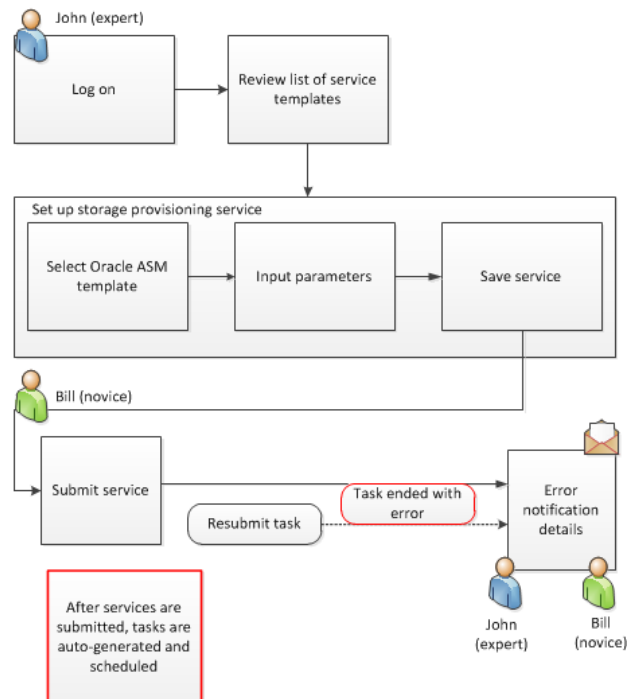 John (expert)
Log on
Review list of service
templates
Set up storage provisioning service
Select Oracle ASM
template
Input parameters
Save service
Bill (novice)
Submit service
Task ended with
error
Resubmit task
Error
notification
details
John
(expert)
Bill
(novice)
After services are
submitted, tasks are
auto-generated and
scheduled